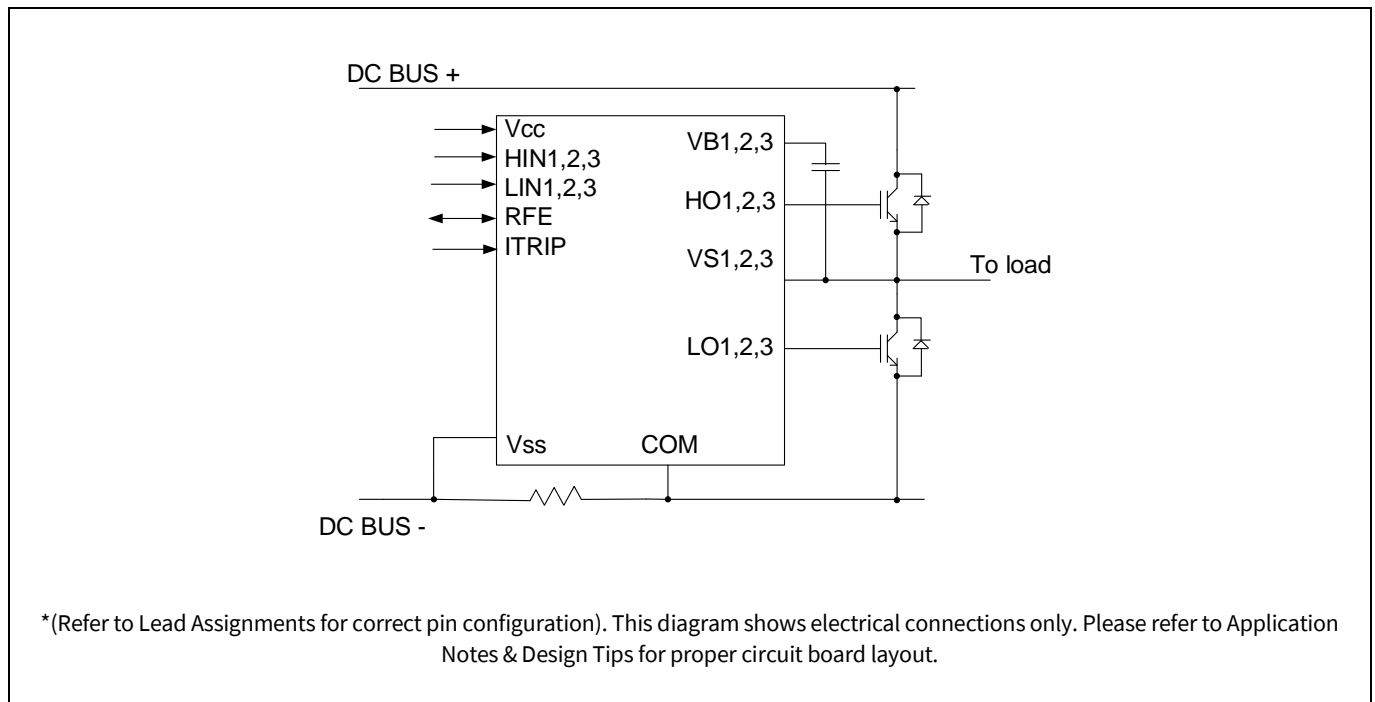 DC BUS +
Vcc
HIN1,2,3
LIN1,2,3
RFE
ITRIP
VB1,2,3
HO1,2,3
VS1,2,3
To load
LO1,2,3
Vss
COM
DC BUS -
*(Refer to Lead Assignments for correct pin configuration). This diagram shows electrical connections only. Please refer to Application
Notes & Design Tips for proper circuit board layout.